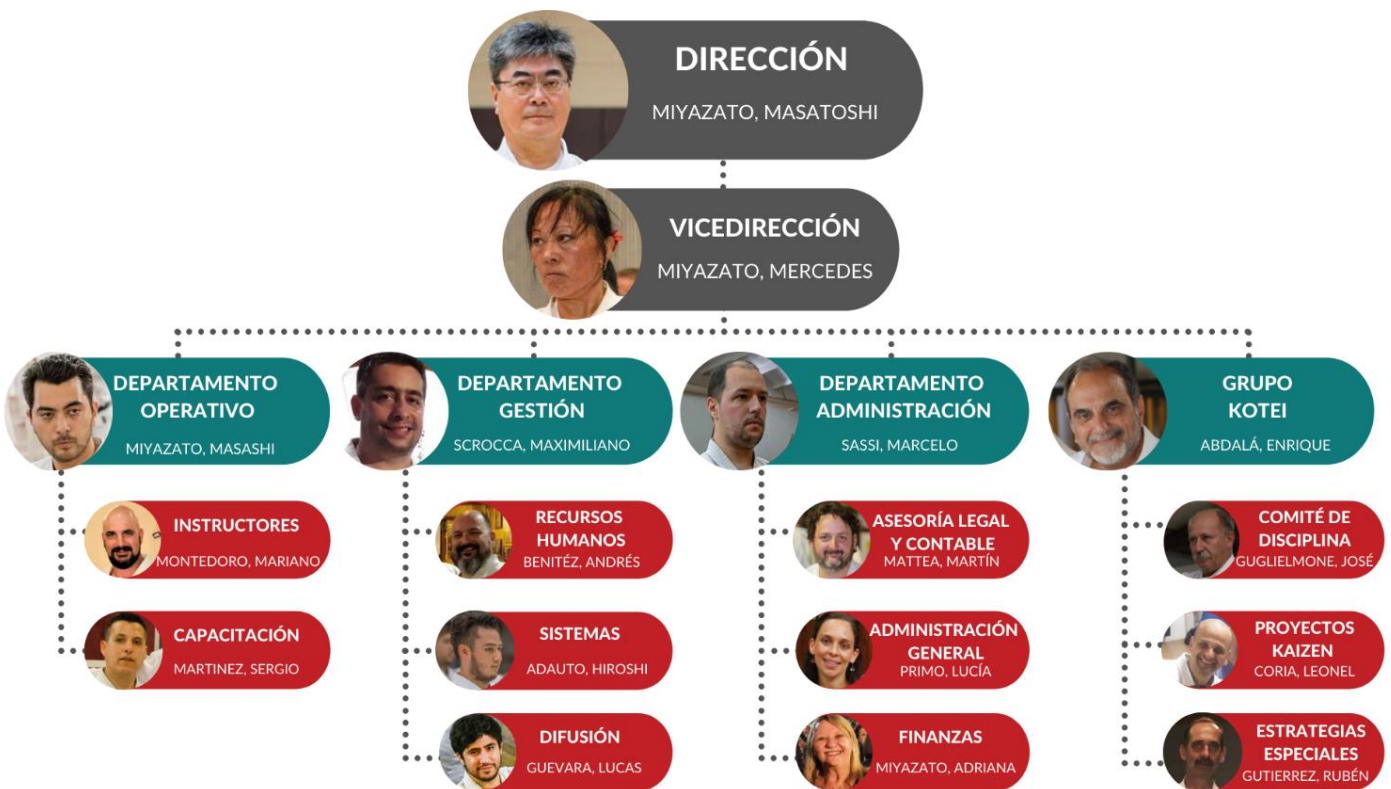 DIRECCIÓN
MIYAZATO, MASATOSHI
VICEDIRECCIÓN
MIYAZATO, MERCEDES
DEPARTAMENTO
OPERATIVO
MIYAZATO, MASASHI
DEPARTAMENTO
GESTIÓN
SCROCCA, MAXIMILIANO
DEPARTAMENTO
ADMINISTRACIÓN
SASSI, MARCELO
GRUPO
KOTEI
ABDALÁ, ENRIQUE
INSTRUCTORES
MONTEDORO, MARIANO
RECURSOS
HUMANOS
BENITÉZ, ANDRÉS
ASESORÍA LEGAL
Y CONTABLE
MATTEA, MARTÍN
COMITÉ DE
DISCIPLINA
GUGLIELMONE, JOSÉ
CAPACITACIÓN
MARTINEZ, SERGIO
SISTEMAS
ADAUTO, HIROSHI
ADMINISTRACIÓN
GENERAL
PRIMO, LUCÍA
PROYECTOS
KAIZEN
CORIA, LEONEL
DIFUSIÓN
GUEVARA, LUCAS
FINANZAS
MIYAZATO, ADRIANA
ESTRATEGIAS
ESPECIALES
GUTIERREZ, RUBÉN